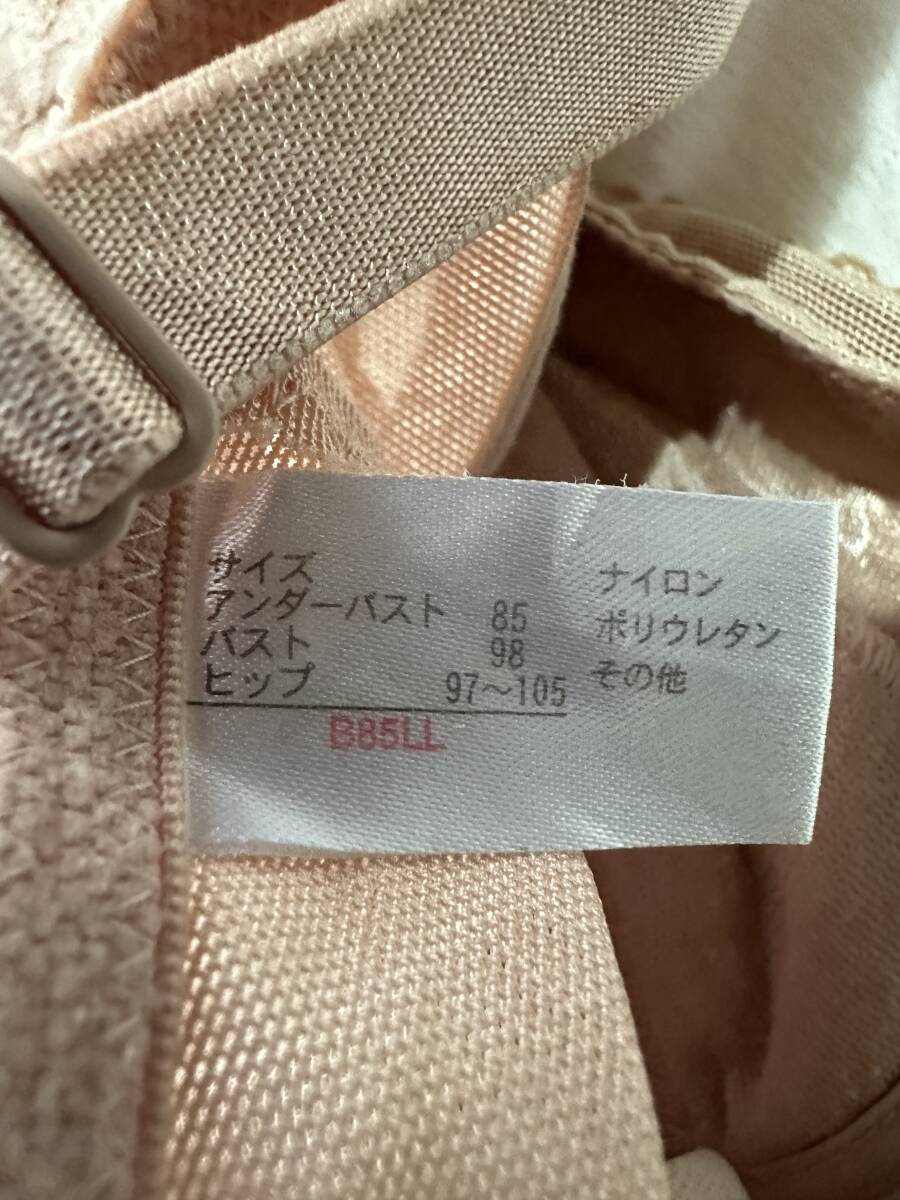 サイズ
アンダーバスト 85
バスト 98
ヒップ 97～105
B85LL
ナイロン
ポリウレタン
その他